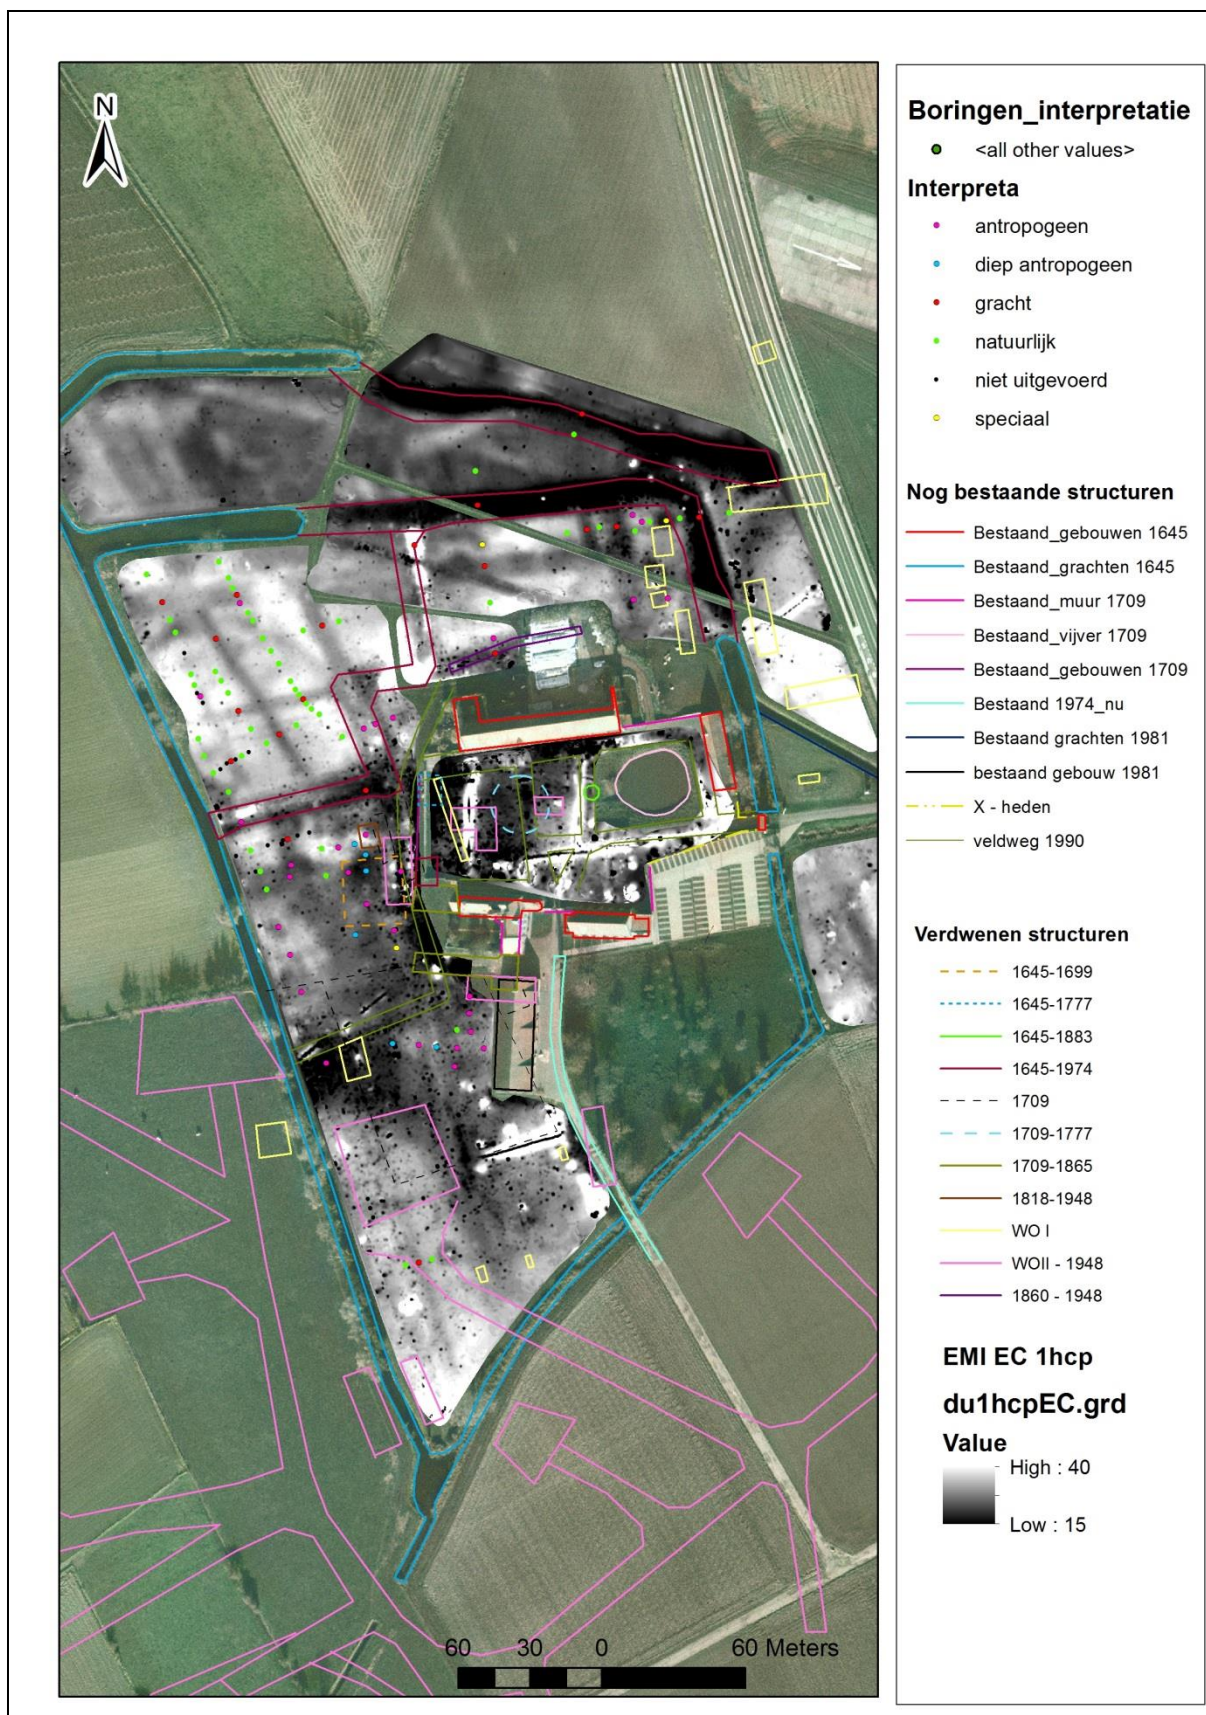 N
60 30 0 60 Meters
Boringen_interpretatie
<all other values>
Interpreta
antropogeen
diep antropogeen
gracht
natuurlijk
niet uitgevoerd
speciaal
Nog bestaande structuren
Bestaand_gebouwen 1645
Bestaand_grachten 1645
Bestaand_muur 1709
Bestaand_vijver 1709
Bestaand_gebouwen 1709
Bestaand 1974_nu
Bestaand grachten 1981
bestaand gebouw 1981
X - heden
veldweg 1990
Verdwenen structuren
1645-1699
1645-1777
1645-1883
1645-1974
1709
1709-1777
1709-1865
1818-1948
WO I
WOII - 1948
1860 - 1948
EMI EC 1hcp
du1hcpEC.grd
Value
High : 40
Low : 15